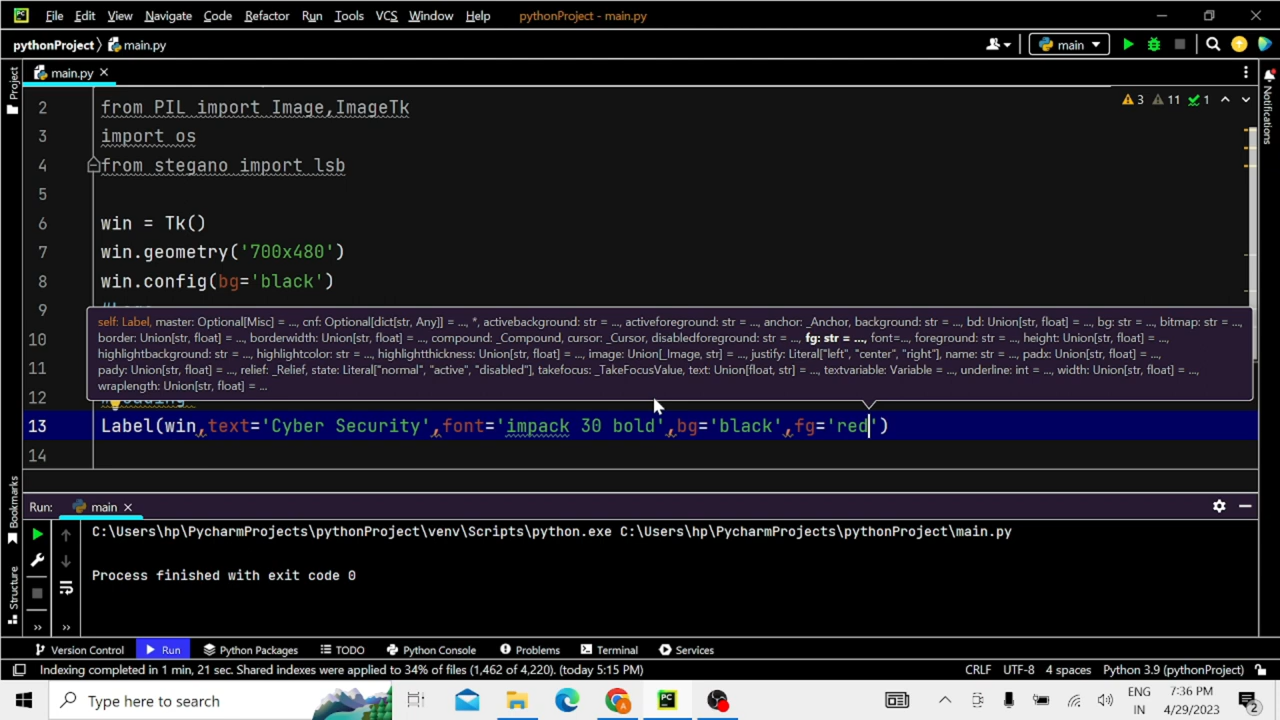 File Edit View Navigate Code Refactor Run Tools VCS Window Help pythonProject - main.py
pythonProject main.py main
main.py
Project
Notifications
3 11 1
2 from PIL import Image,ImageTk
3 import os
4 from stegano import lsb
5
6 win = Tk()
7 win.geometry('700x480')
8 win.config(bg='black')
9
self: Label, master: Optional[Misc] = ..., cnf: Optional[dict[str, Any]] = ..., *, activebackground: str = ..., activeforeground: str = ..., anchor: _Anchor, background: str = ..., bd: Union[str, float] = ..., bg: str = ..., bitmap: str = ...,
border: Union[str, float] = ..., borderwidth: Union[str, float] = ..., compound: _Compound, cursor: _Cursor, disabledforeground: str = ..., fg: str = ..., font=..., foreground: str = ..., height: Union[str, float] = ...,
highlightbackground: str = ..., highlightcolor: str = ..., highlightthickness: Union[str, float] = ..., image: Union[_Image, str] = ..., justify: Literal["left", "center", "right"], name: str = ..., padx: Union[str, float] = ...,
pady: Union[str, float] = ..., relief: _Relief, state: Literal["normal", "active", "disabled"], takefocus: _TakeFocusValue, text: Union[float, str] = ..., textvariable: Variable = ..., underline: int = ..., width: Union[str, float] = ...,
wraplength: Union[str, float] = ...
10
11
12
13 Label(win,text='Cyber Security',font='impack 30 bold',bg='black',fg='red')
14
Bookmarks
Structure
Run: main
C:\Users\hp\PycharmProjects\pythonProject\venv\Scripts\python.exe C:\Users\hp\PycharmProjects\pythonProject\main.py
Process finished with exit code 0
Version Control Run Python Packages TODO Python Console Problems Terminal Services
Indexing completed in 1 min, 21 sec. Shared indexes were applied to 34% of files (1,462 of 4,220). (today 5:15 PM) CRLF UTF-8 4 spaces Python 3.9 (pythonProject)
Type here to search
ENG
IN
7:36 PM
4/29/2023
2